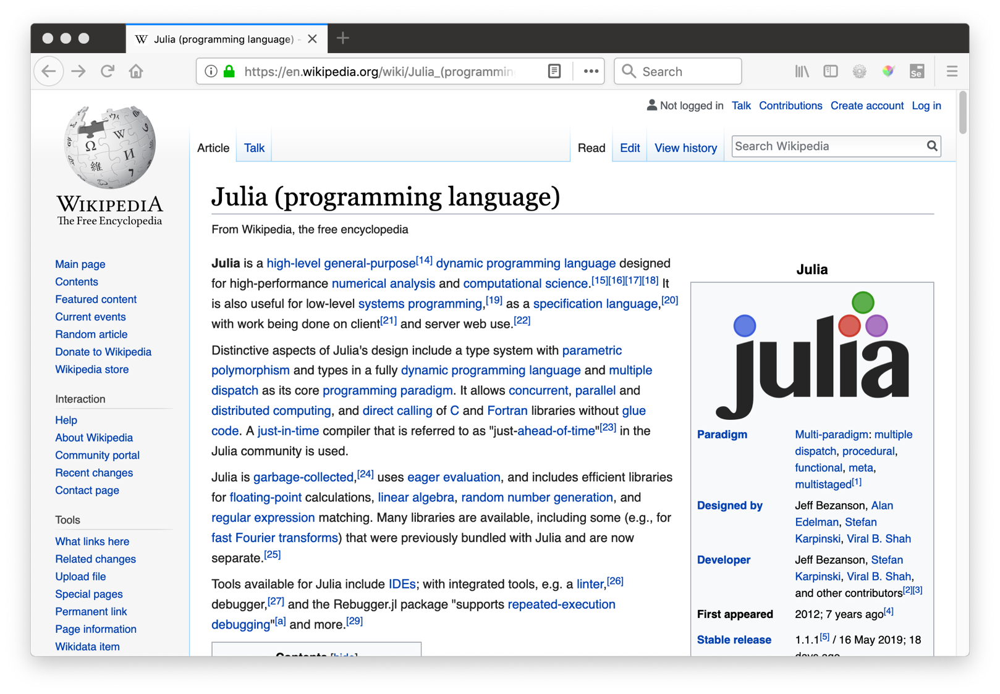 Julia (programming language) -
https://en.wikipedia.org/wiki/Julia_(programmin
Search
Se
Not logged in Talk Contributions Create account Log in
Article Talk Read Edit View history Search Wikipedia
WIKIPEDIA
The Free Encyclopedia
Main page
Contents
Featured content
Current events
Random article
Donate to Wikipedia
Wikipedia store
Interaction
Help
About Wikipedia
Community portal
Recent changes
Contact page
Tools
What links here
Related changes
Upload file
Special pages
Permanent link
Page information
Wikidata item
Julia (programming language)
From Wikipedia, the free encyclopedia
Julia is a high-level general-purpose[14] dynamic programming language designed
for high-performance numerical analysis and computational science.[15][16][17][18] It
is also useful for low-level systems programming,[19] as a specification language,[20]
with work being done on client[21] and server web use.[22]
Distinctive aspects of Julia's design include a type system with parametric
polymorphism and types in a fully dynamic programming language and multiple
dispatch as its core programming paradigm. It allows concurrent, parallel and
distributed computing, and direct calling of C and Fortran libraries without glue
code. A just-in-time compiler that is referred to as "just-ahead-of-time"[23] in the
Julia community is used.
Julia is garbage-collected,[24] uses eager evaluation, and includes efficient libraries
for floating-point calculations, linear algebra, random number generation, and
regular expression matching. Many libraries are available, including some (e.g., for
fast Fourier transforms) that were previously bundled with Julia and are now
separate.[25]
Tools available for Julia include IDEs; with integrated tools, e.g. a linter,[26]
debugger,[27] and the Rebugger.jl package "supports repeated-execution
debugging"[a] and more.[29]
Contents [hide]
Julia
julia
Paradigm Multi-paradigm: multiple
dispatch, procedural,
functional, meta,
multistaged[1]
Designed by Jeff Bezanson, Alan
Edelman, Stefan
Karpinski, Viral B. Shah
Developer Jeff Bezanson, Stefan
Karpinski, Viral B. Shah,
and other contributors[2][3]
First appeared 2012; 7 years ago[4]
Stable release 1.1.1[5] / 16 May 2019; 18
days ago